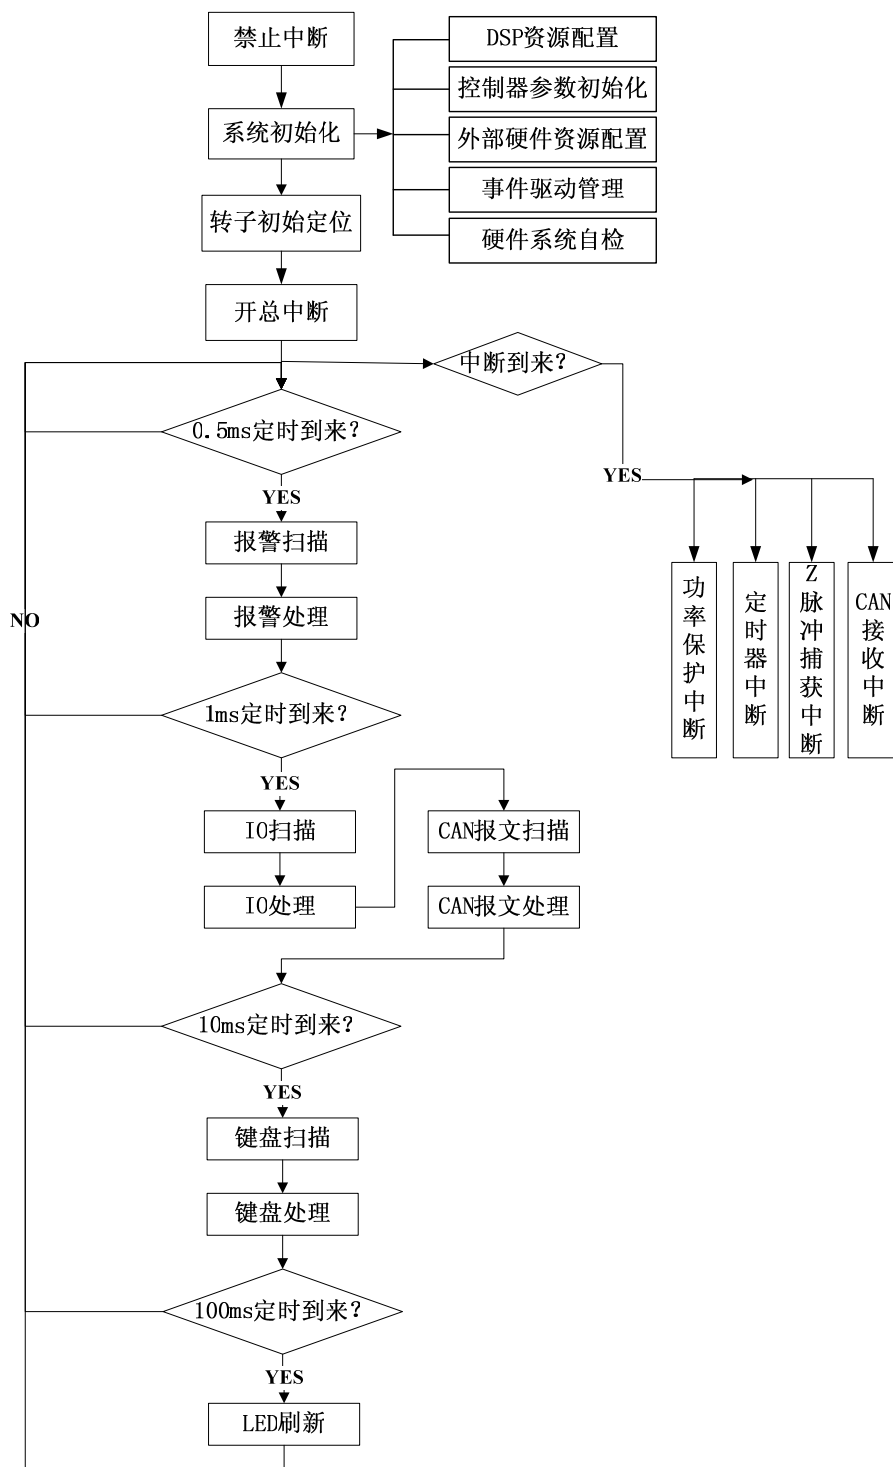 禁止中断
系统初始化
转子初始定位
开总中断
DSP资源配置
控制器参数初始化
外部硬件资源配置
事件驱动管理
硬件系统自检
中断到来?
0.5ms定时到来?
YES
YES
报警扫描
报警处理
NO
功率保护中断
定时器中断
Z脉冲捕获中断
CAN接收中断
1ms定时到来?
YES
IO扫描
IO处理
CAN报文扫描
CAN报文处理
10ms定时到来?
YES
键盘扫描
键盘处理
100ms定时到来?
YES
LED刷新